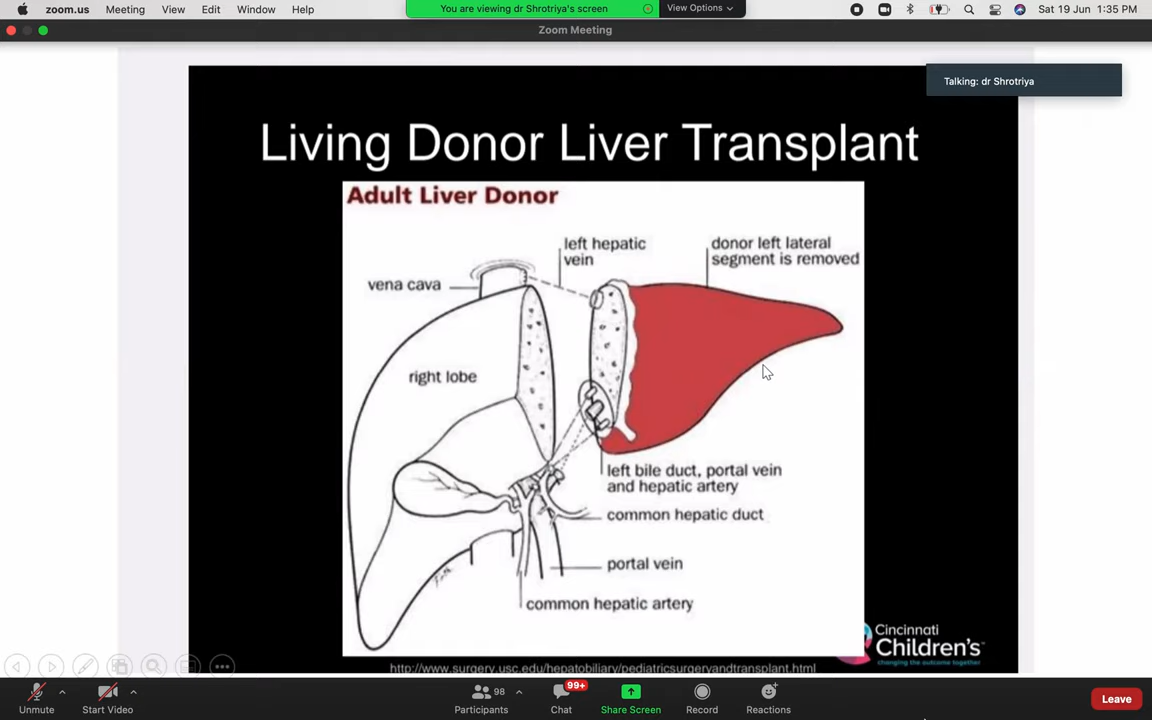 zoom.us Meeting View Edit Window Help
You are viewing dr Shrotriya's screen
View Options
Sat 19 Jun 1:35 PM
Zoom Meeting
Talking: dr Shrotriya
Living Donor Liver Transplant
Adult Liver Donor
left hepatic
vein
donor left lateral
segment is removed
vena cava
right lobe
left bile duct, portal vein
and hepatic artery
common hepatic duct
portal vein
common hepatic artery
Cincinnati
Children's
changing the outcome together
http://www.surgery.usc.edu/hepatobiliary/pediatricsurgeryandtransplant.html
Unmute
Start Video
98
Participants
99+
Chat
Share Screen
Record
Reactions
Leave